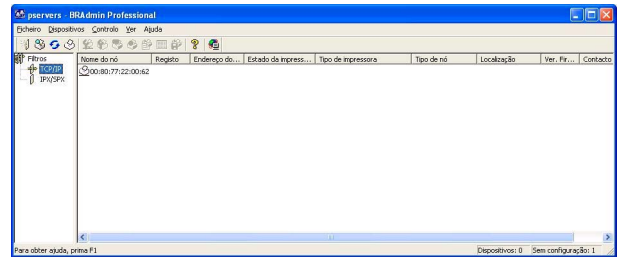 pservers - BRAdmin Professional
Ficheiro Dispositivos Controlo Ver Ajuda
Filtros
TCP/IP
IPX/SPX
Nome do nó Registo Endereço do... Estado da impress... Tipo de impressora Tipo de nó Localização Ver. Fir... Contacto
00:80:77:22:00:62
Para obter ajuda, prima F1 Dispositivos: 0 Sem configuração: 1